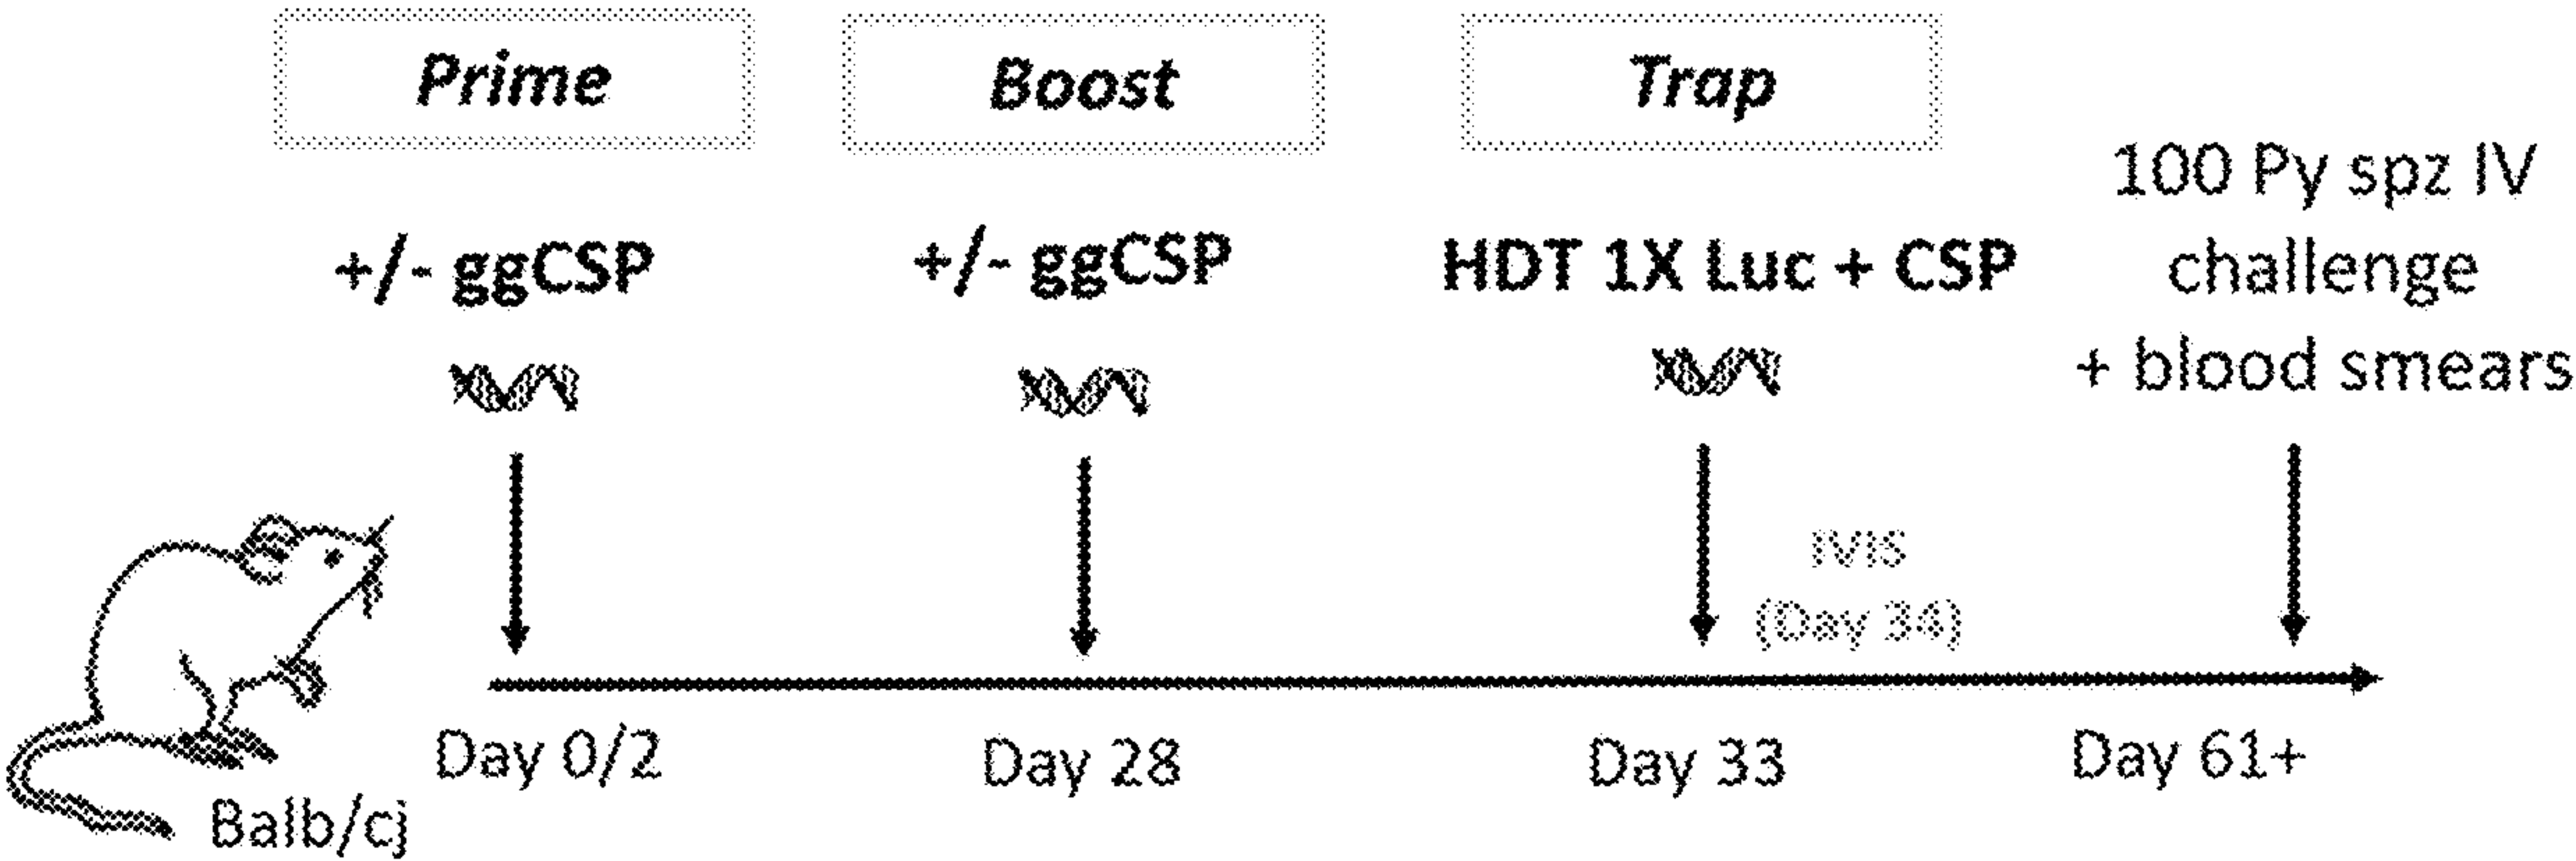 Prime
Boost
Trap
+/- ggCSP
+/- ggCSP
HDT 1X Luc + CSP
100 Py spz IV
challenge
+ blood smears
IVIS
(Day 34)
Day 0/2
Day 28
Day 33
Day 61+
Balb/cj